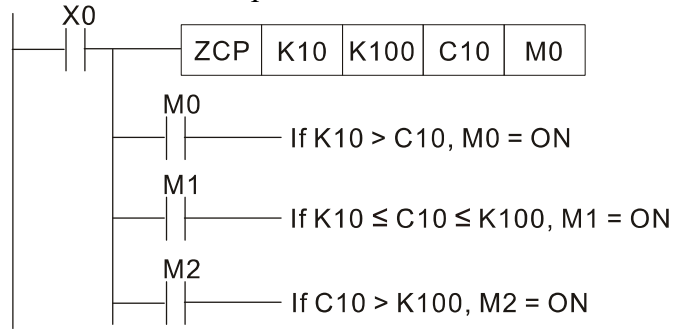 X0
ZCP K10 K100 C10 M0
M0
If K10 > C10, M0 = ON
M1
If K10 ≤ C10 ≤ K100, M1 = ON
M2
If C10 > K100, M2 = ON